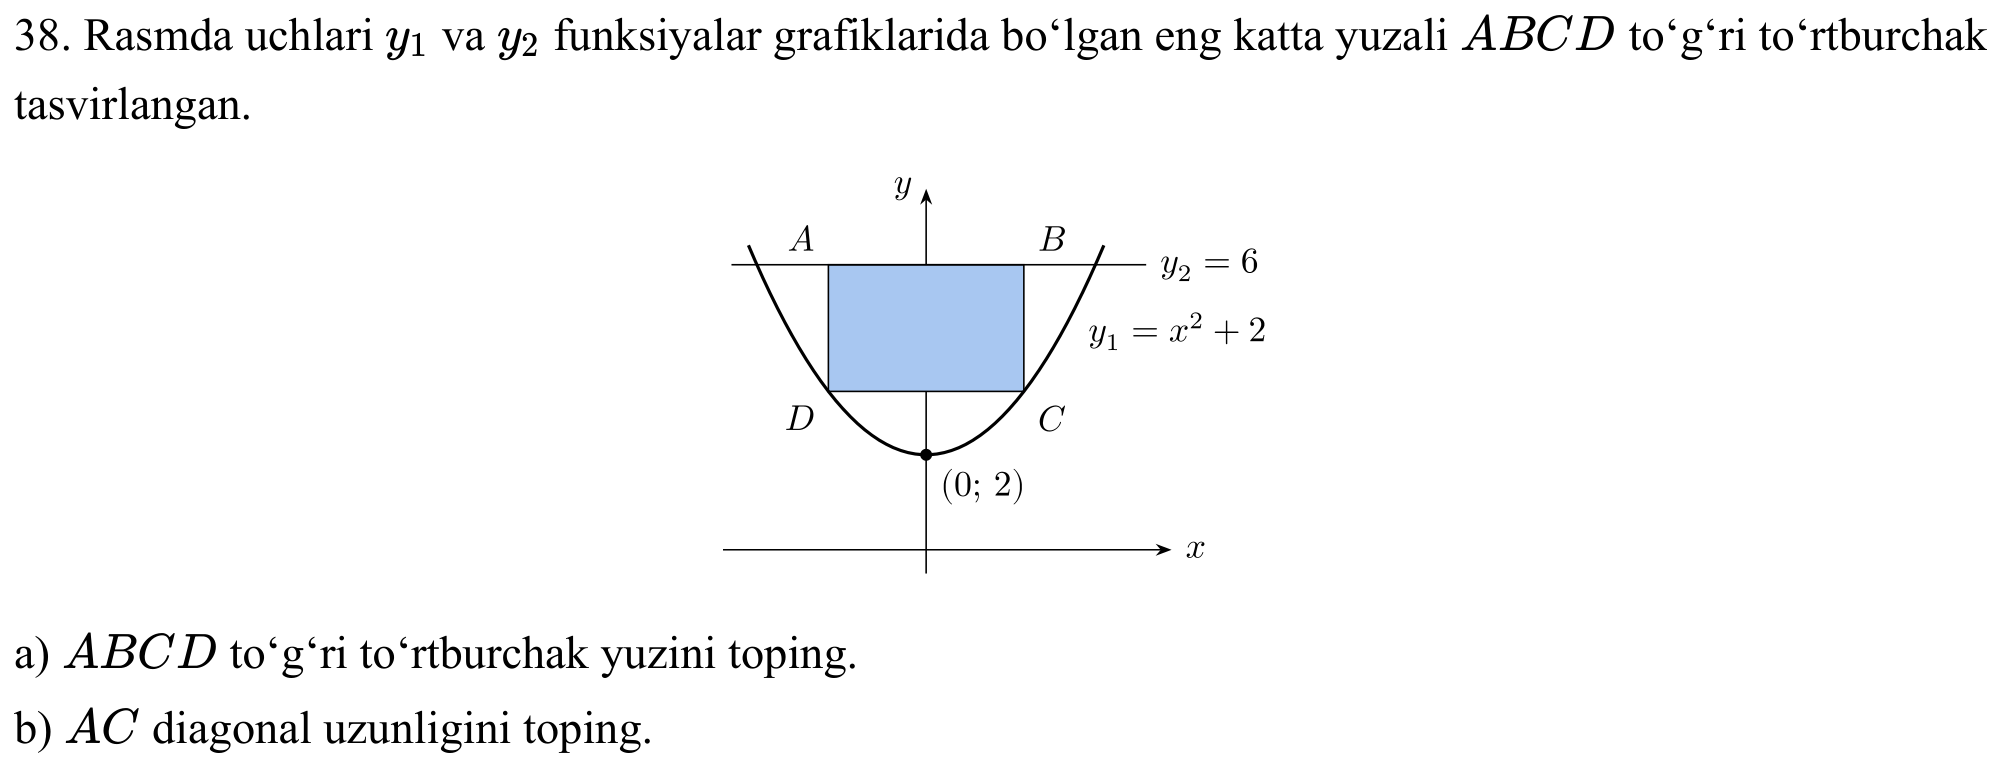 38. Rasmda uchlari y₁ va y₂ funksiyalar grafiklarida bo‘lgan eng katta yuzali ABCD to‘g‘ri to‘rtburchak
tasvirlangan.
y
A
B
y₂ = 6
y₁ = x² + 2
D
C
(0; 2)
x
a) ABCD to‘g‘ri to‘rtburchak yuzini toping.
b) AC diagonal uzunligini toping.